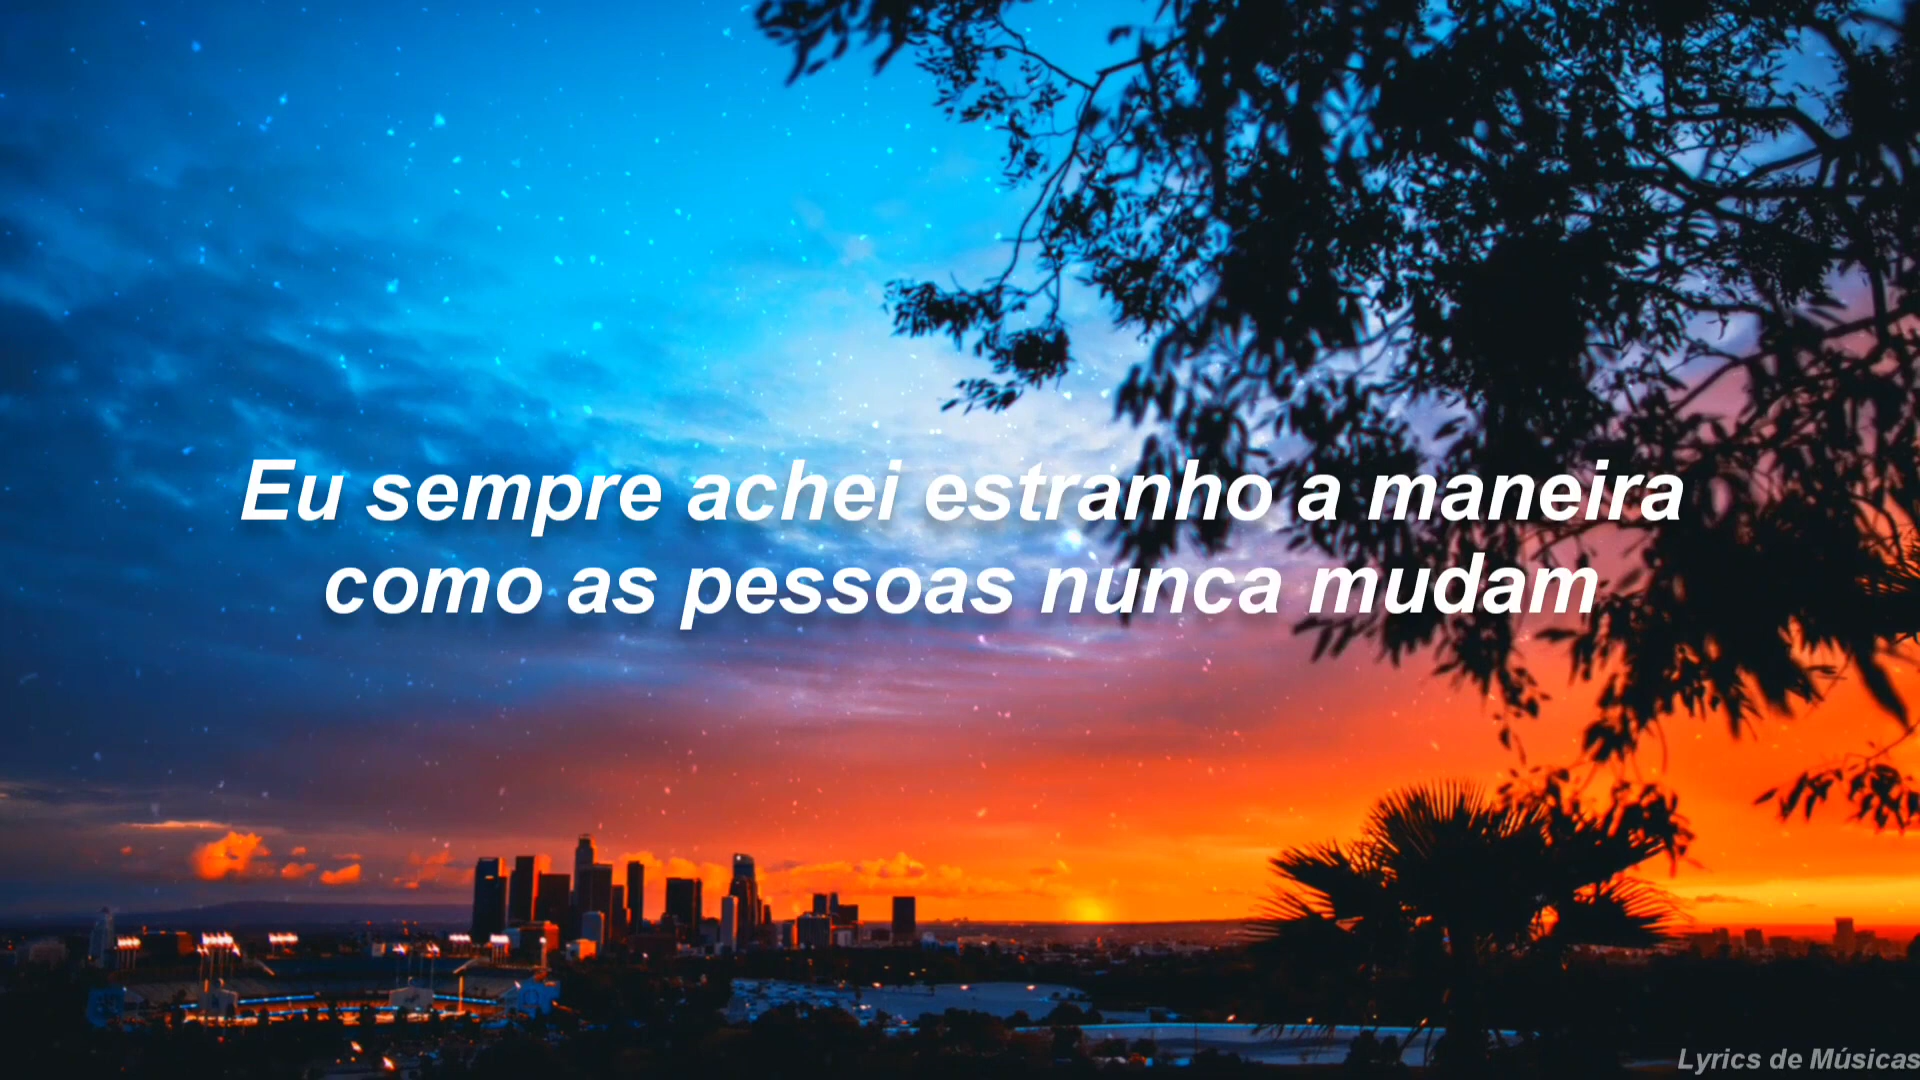 Eu sempre achei estranho a maneira
como as pessoas nunca mudam
Lyrics de Músicas